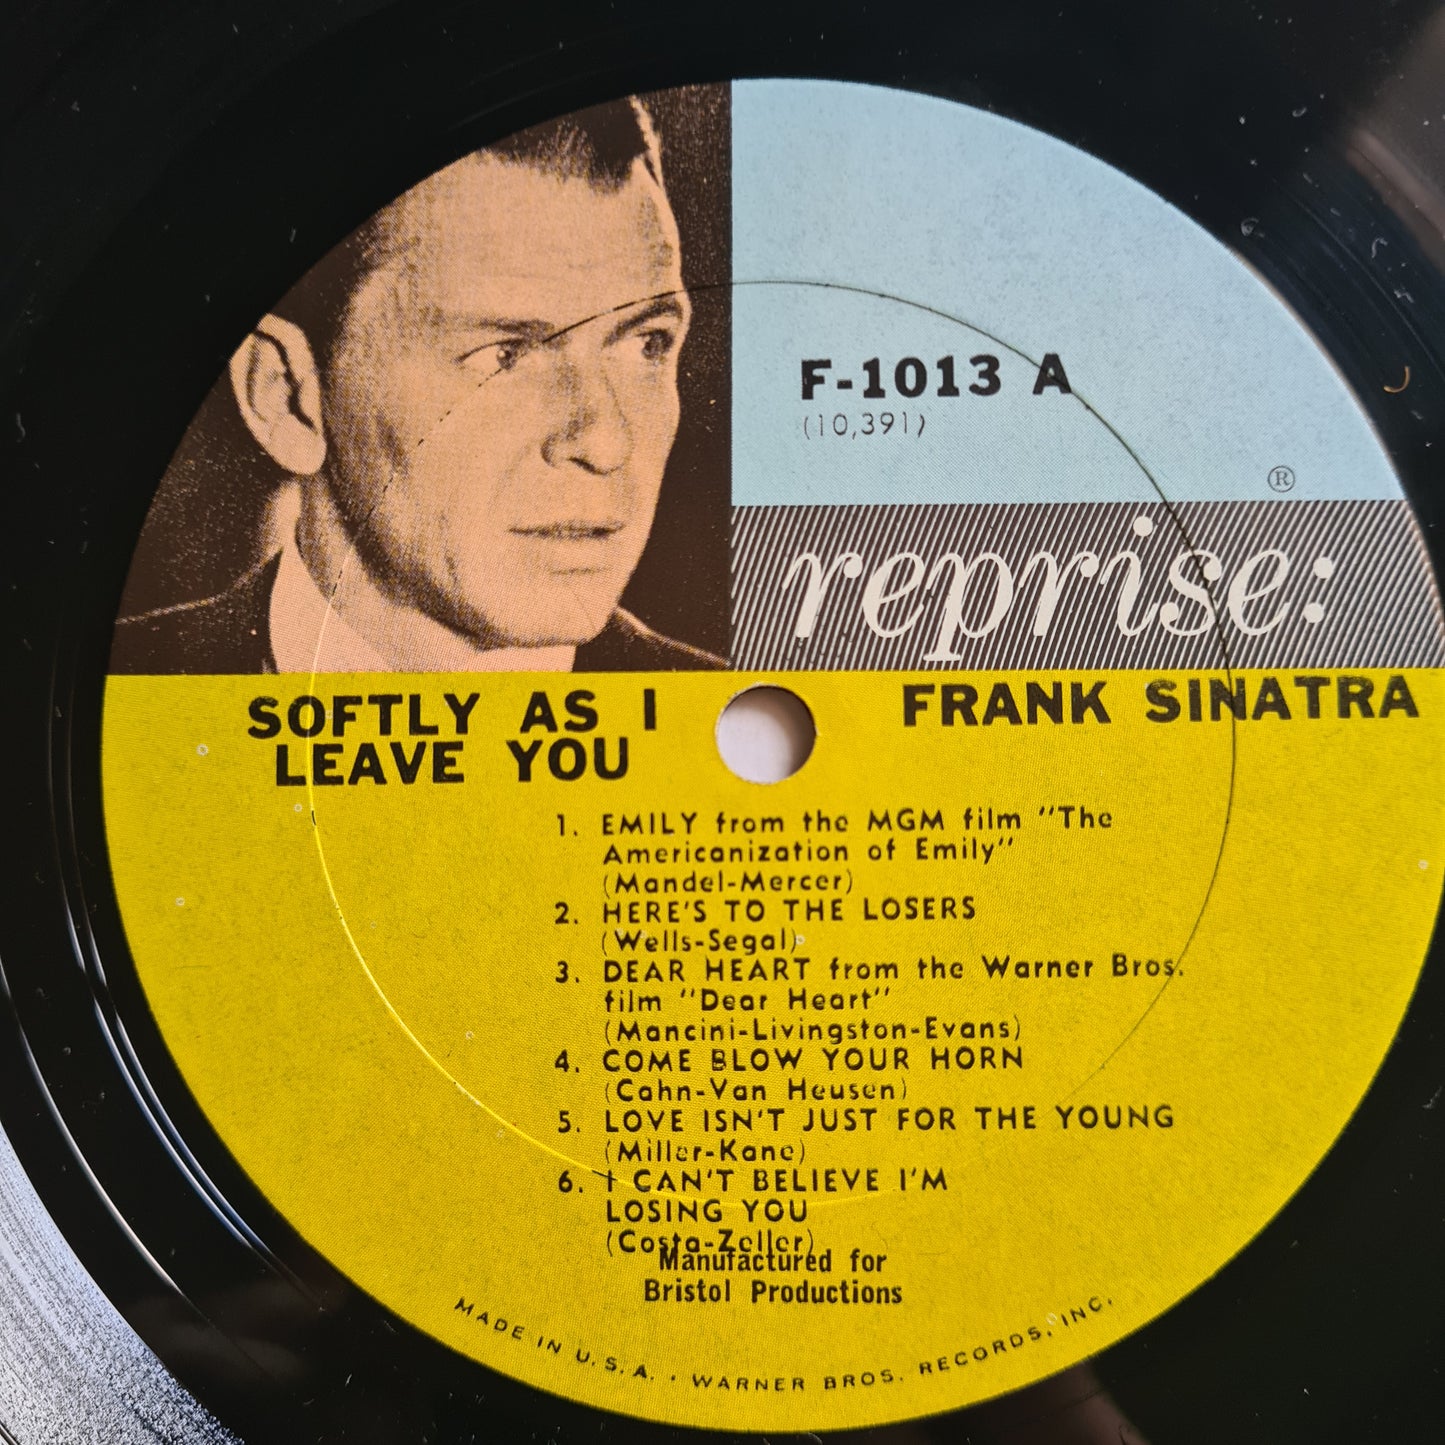 F-1013 A
(10,391)
®
reprise:
SOFTLY AS I
LEAVE YOU
FRANK SINATRA
1. EMILY from the MGM film "The
Americanization of Emily"
(Mandel-Mercer)
2. HERE'S TO THE LOSERS
(Wells-Segal)
3. DEAR HEART from the Warner Bros.
film "Dear Heart"
(Mancini-Livingston-Evans)
4. COME BLOW YOUR HORN
(Cahn-Van Heusen)
5. LOVE ISN'T JUST FOR THE YOUNG
(Miller-Kane)
6. I CAN'T BELIEVE I'M
LOSING YOU
(Costa-Zeller)
Manufactured for
Bristol Productions
MADE IN U.S.A. · WARNER BROS. RECORDS, INC.